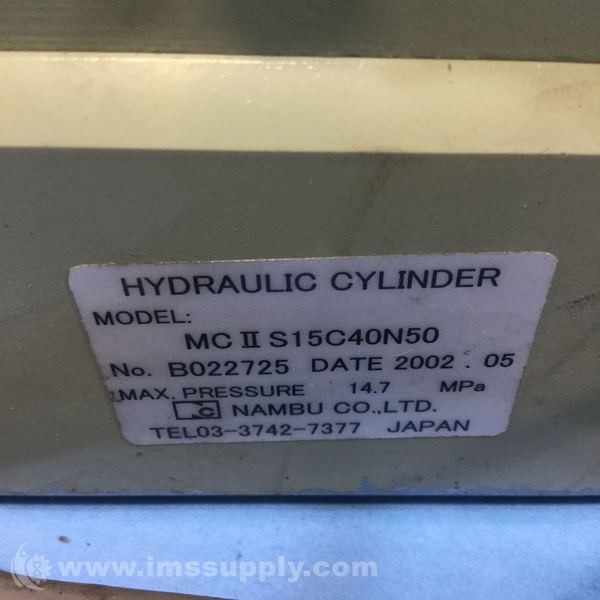 HYDRAULIC CYLINDER
MODEL:
MC II S15C40N50
No. B022725 DATE 2002 . 05
MAX. PRESSURE 14.7 MPa
NAMBU CO.,LTD.
TEL03-3742-7377 JAPAN
www.imssupply.com